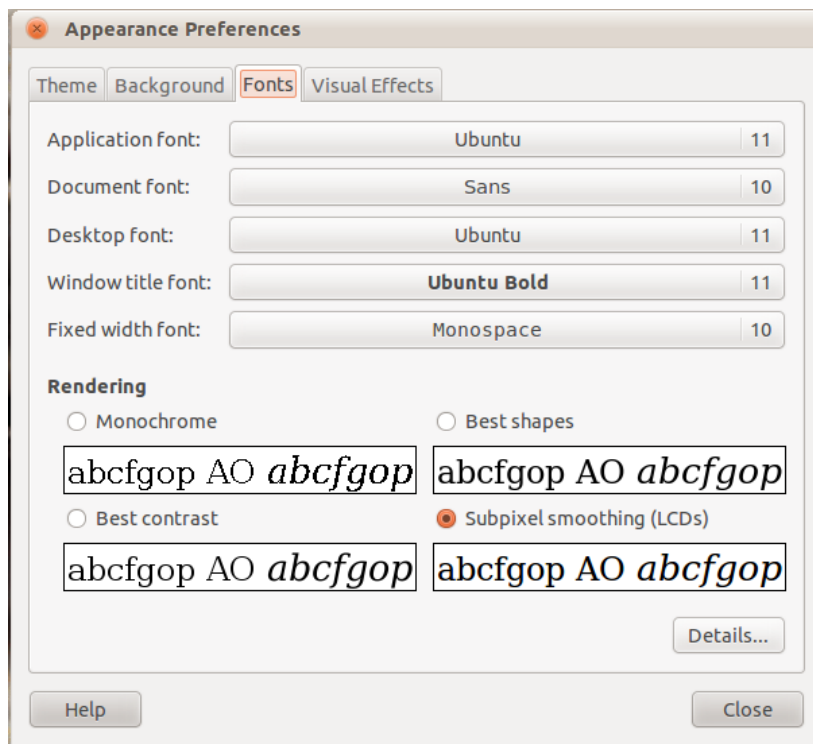 Appearance Preferences
Theme Background Fonts Visual Effects
Application font: Ubuntu 11
Document font: Sans 10
Desktop font: Ubuntu 11
Window title font: Ubuntu Bold 11
Fixed width font: Monospace 10
Rendering
Monochrome Best shapes
abcfgop AO abcfgop abcfgop AO abcfgop
Best contrast Subpixel smoothing (LCDs)
abcfgop AO abcfgop abcfgop AO abcfgop
Details...
Help Close